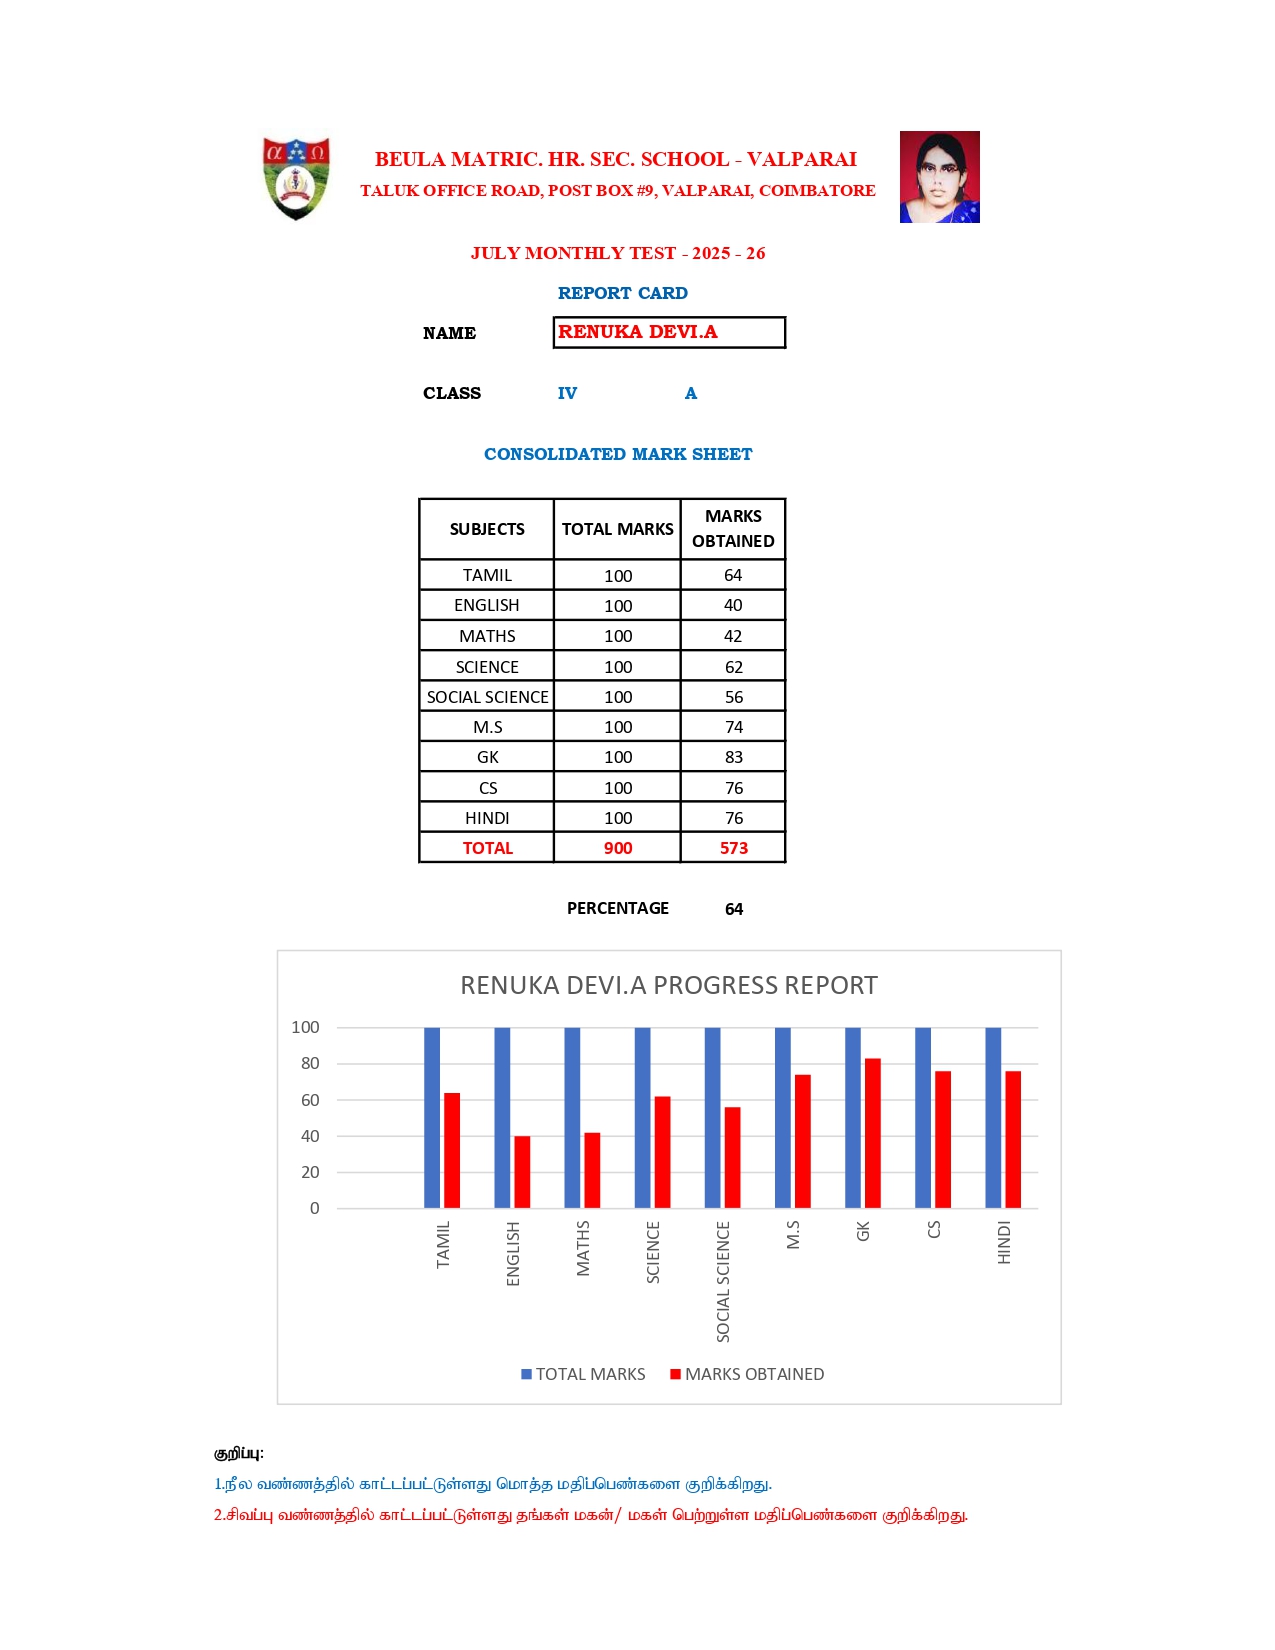 α Ω
BEULA MATRIC. HR. SEC. SCHOOL - VALPARAI
TALUK OFFICE ROAD, POST BOX #9, VALPARAI, COIMBATORE
JULY MONTHLY TEST - 2025 - 26
REPORT CARD
NAME RENUKA DEVI.A
CLASS IV A
CONSOLIDATED MARK SHEET
SUBJECTS TOTAL MARKS MARKS OBTAINED
TAMIL 100 64
ENGLISH 100 40
MATHS 100 42
SCIENCE 100 62
SOCIAL SCIENCE 100 56
M.S 100 74
GK 100 83
CS 100 76
HINDI 100 76
TOTAL 900 573
PERCENTAGE 64
RENUKA DEVI.A PROGRESS REPORT
100
80
60
40
20
0
TAMIL ENGLISH MATHS SCIENCE SOCIAL SCIENCE M.S GK CS HINDI
TOTAL MARKS MARKS OBTAINED
குறிப்பு:
1.நீல வண்ணத்தில் காட்டப்பட்டுள்ளது மொத்த மதிப்பெண்களை குறிக்கிறது.
2.சிவப்பு வண்ணத்தில் காட்டப்பட்டுள்ளது தங்கள் மகன்/ மகள் பெற்றுள்ள மதிப்பெண்களை குறிக்கிறது.